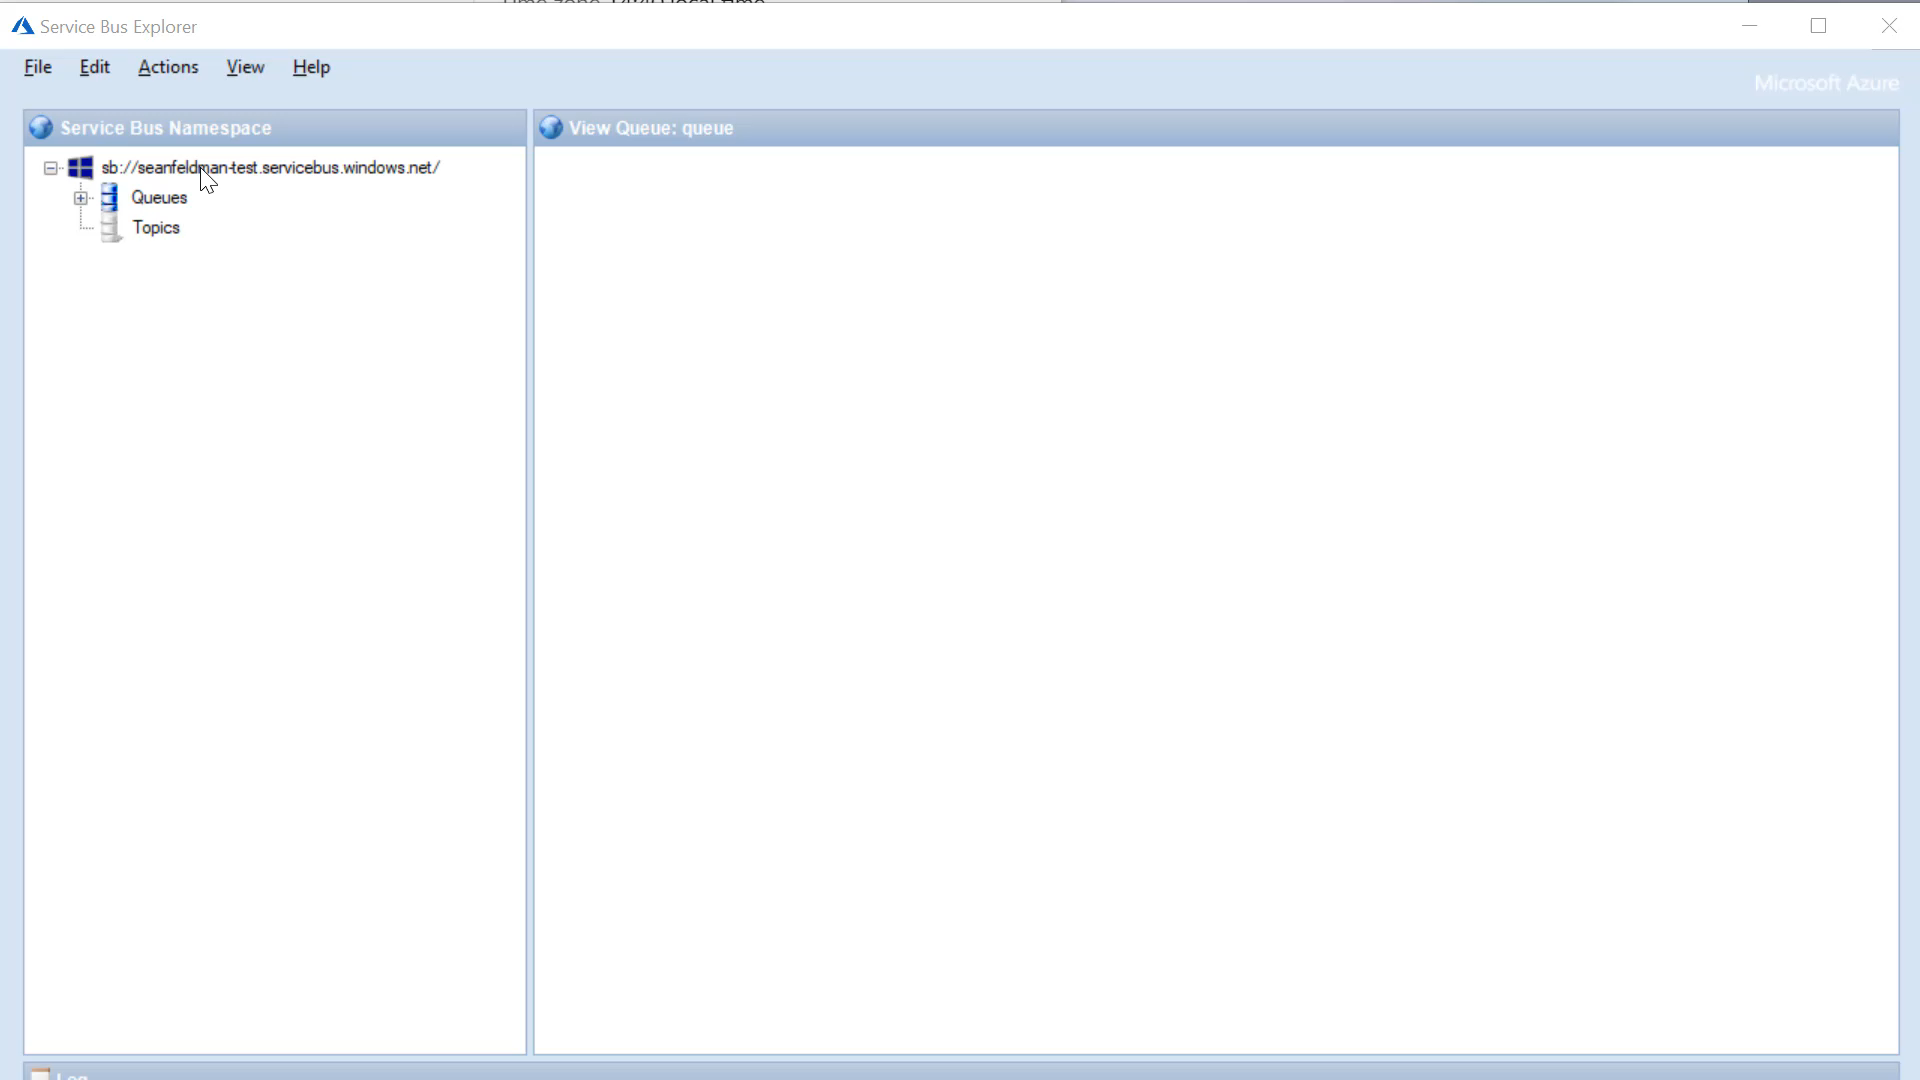 Service Bus Explorer
File Edit Actions View Help
Microsoft Azure
Service Bus Namespace
View Queue: queue
sb://seanfeldman-test.servicebus.windows.net/
Queues
Topics
Log